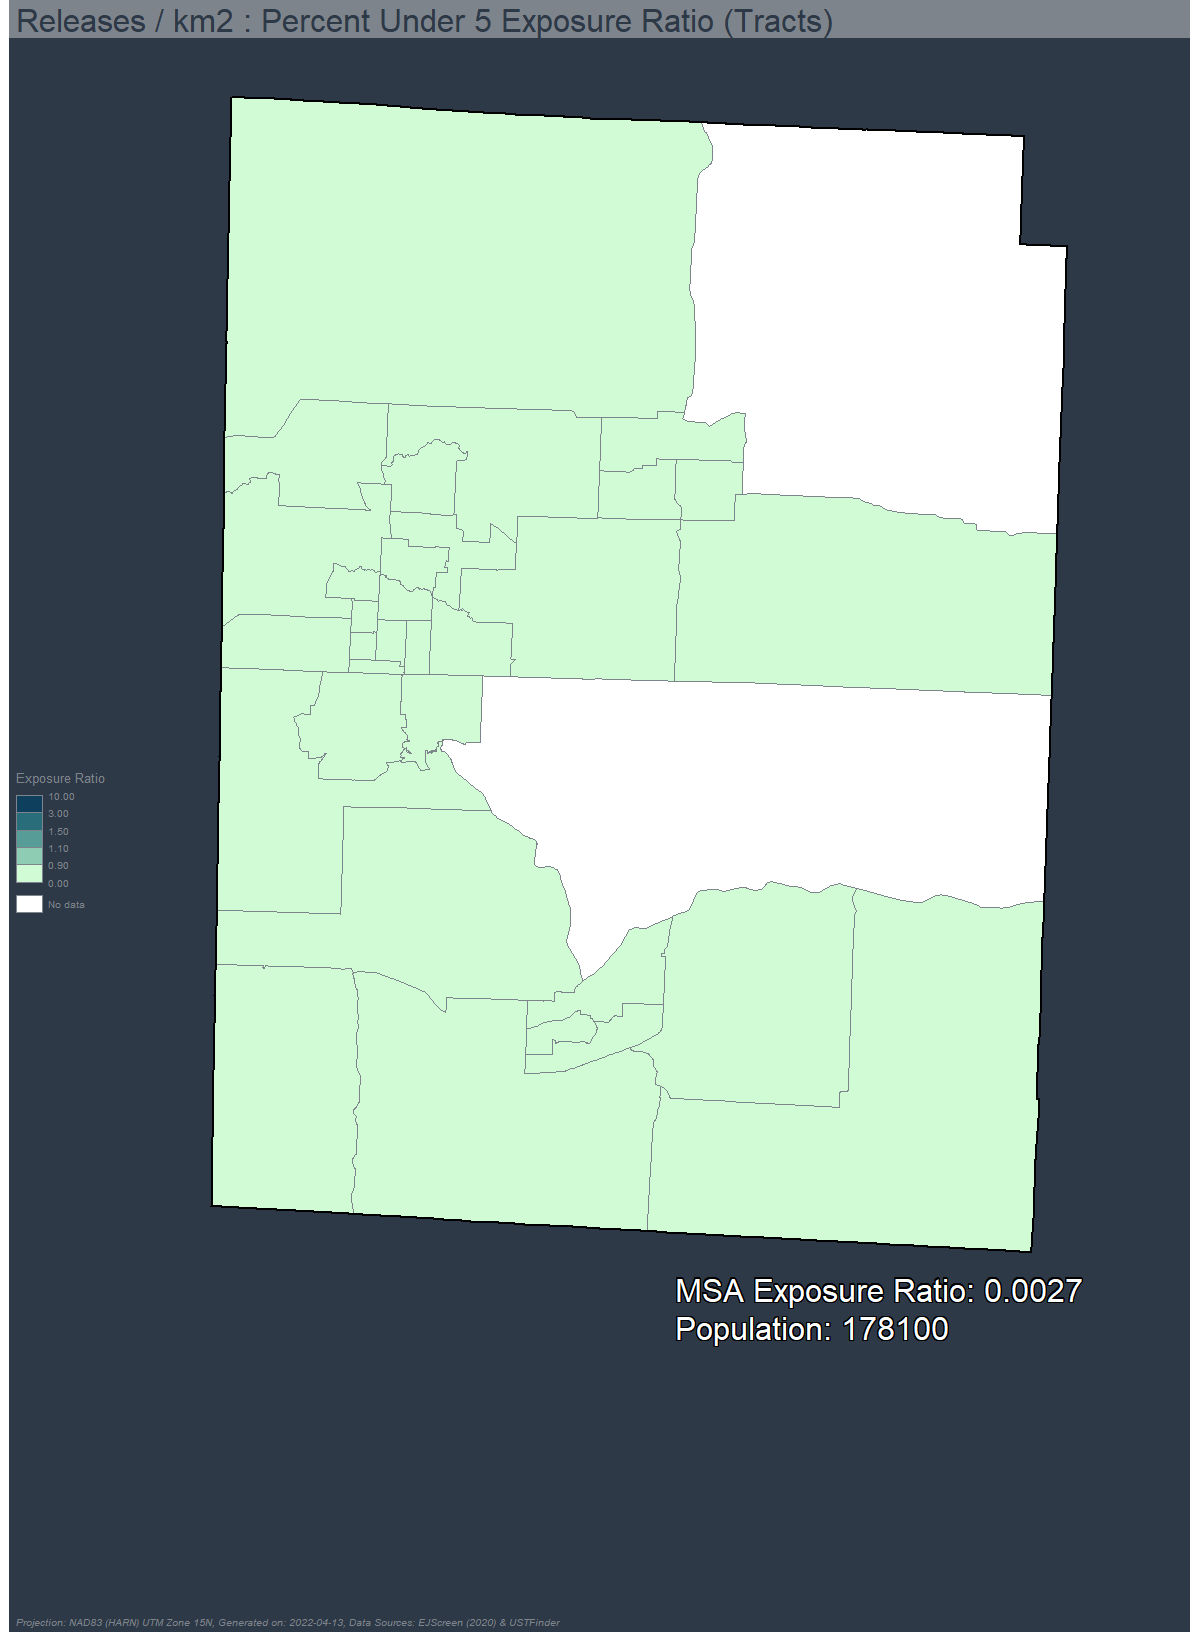 Releases / km2 : Percent Under 5 Exposure Ratio (Tracts)
Exposure Ratio
10.00
3.00
1.50
1.10
0.90
0.00
No data
MSA Exposure Ratio: 0.0027
Population: 178100
Projection: NAD83 (HARN) UTM Zone 15N, Generated on: 2022-04-13, Data Sources: EJScreen (2020) & USTFinder